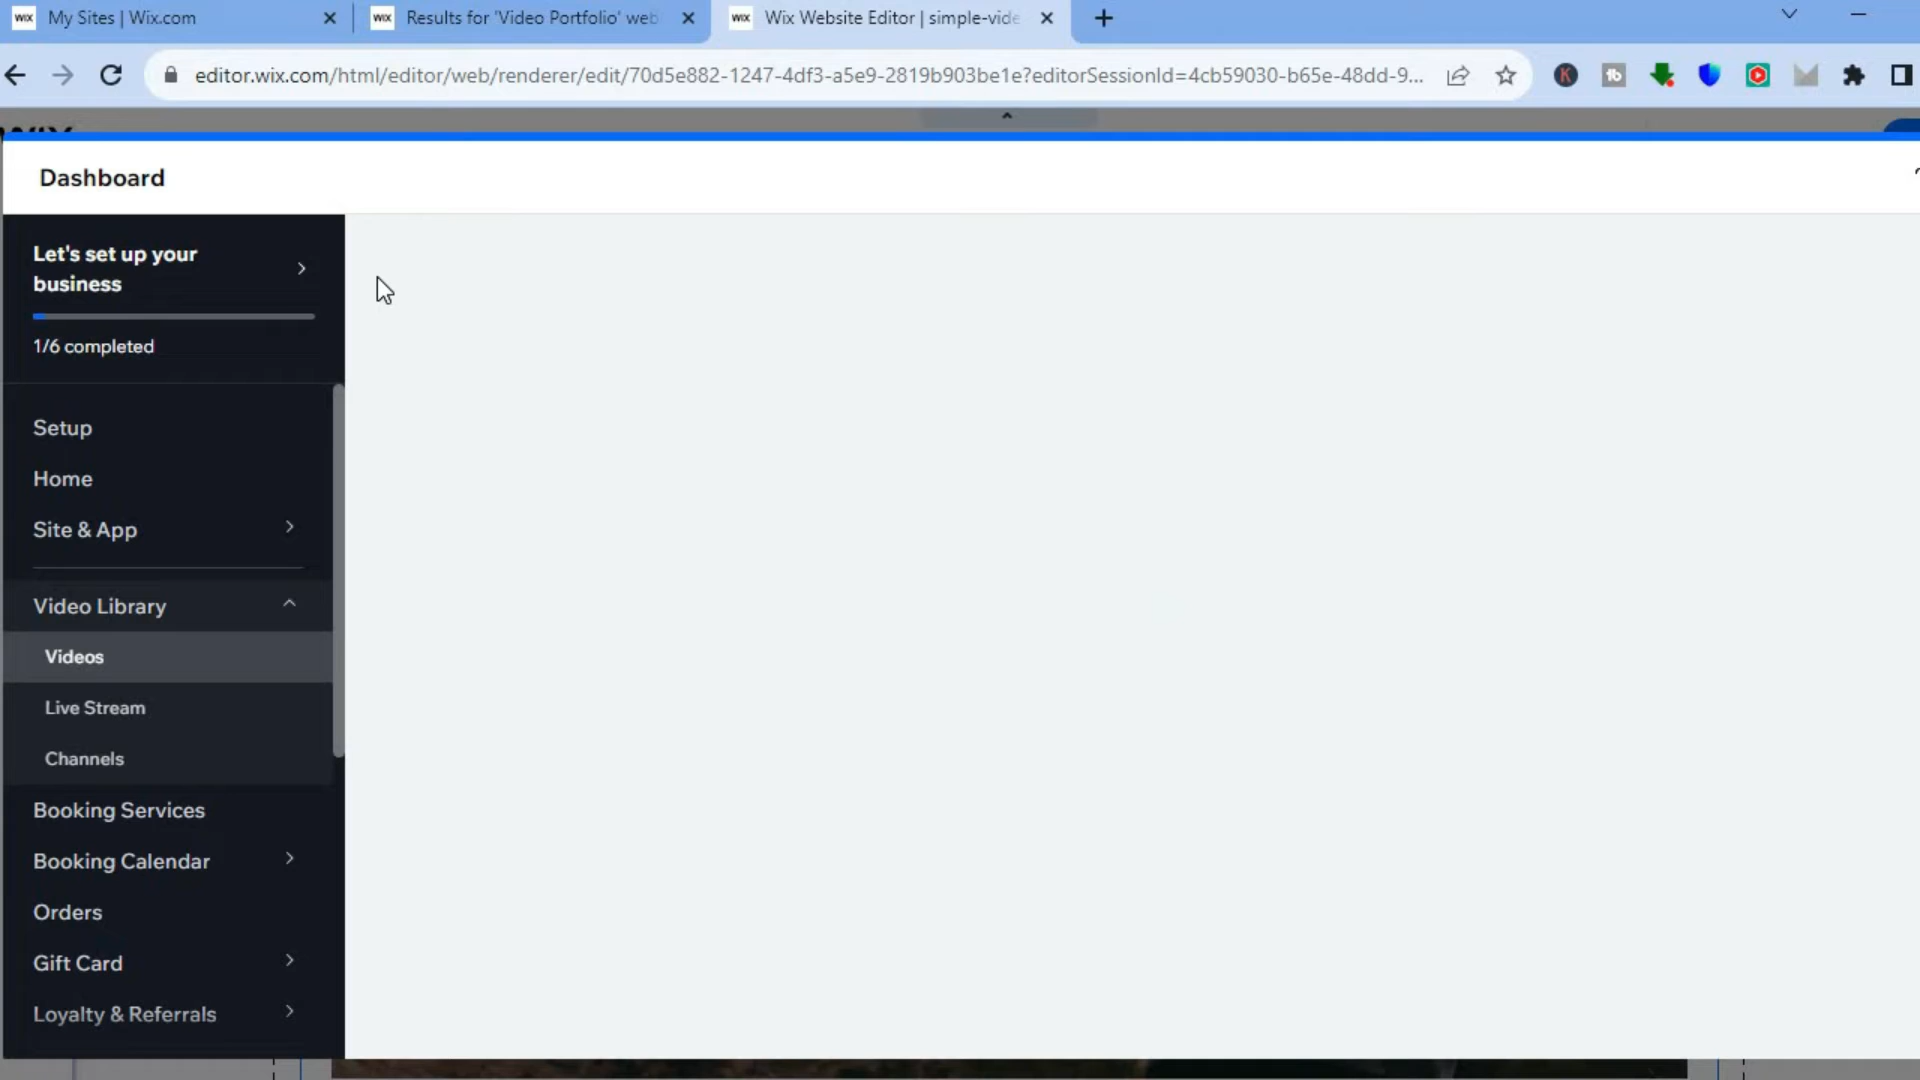 WIX My Sites | Wix.com
WIX Results for 'Video Portfolio' web
WIX Wix Website Editor | simple-vide
editor.wix.com/html/editor/web/renderer/edit/70d5e882-1247-4df3-a5e9-2819b903be1e?editorSessionId=4cb59030-b65e-48dd-9...
Dashboard
Let's set up your
business
1/6 completed
Setup
Home
Site & App
Video Library
Videos
Live Stream
Channels
Booking Services
Booking Calendar
Orders
Gift Card
Loyalty & Referrals